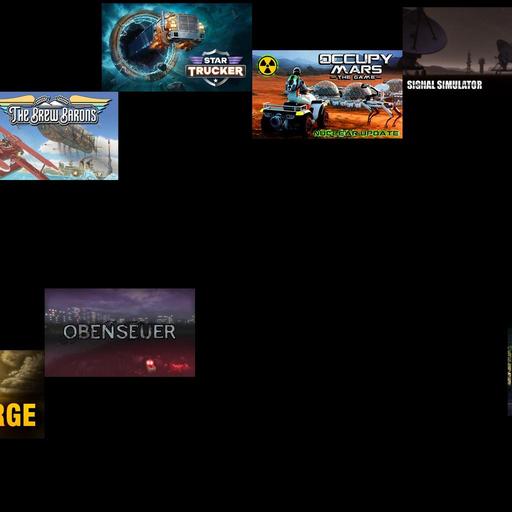 STAR
TRUCKER
OCCUPY
MARS
THE GAME
NUCLEAR UPDATE
SIGNAL SIMULATOR
THE BREW BARONS
OBENSEUER
RGE